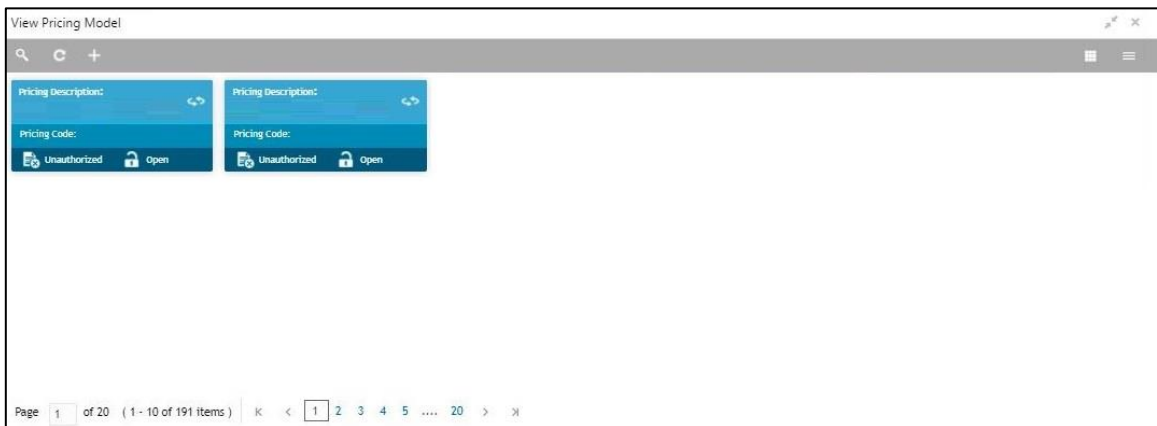 View Pricing Model
Pricing Description: Pricing Description:
Pricing Code: Pricing Code:
Unauthorized Open Unauthorized Open
Page 1 of 20 ( 1 - 10 of 191 items ) K < 1 2 3 4 5 .... 20 > ꓘ